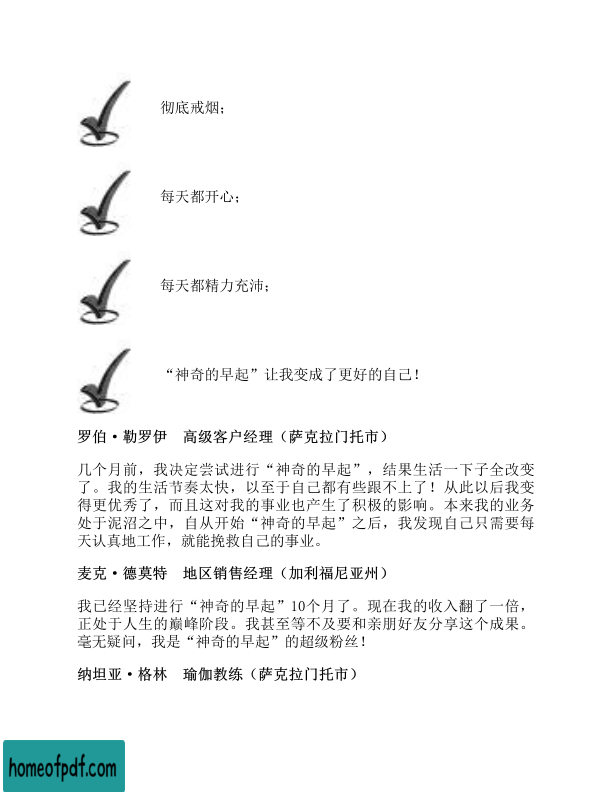 彻底戒烟；
每天都开心；
每天都精力充沛；
“神奇的早起”让我变成了更好的自己！
罗伯·勒罗伊　高级客户经理（萨克拉门托市）
几个月前，我决定尝试进行“神奇的早起”，结果生活一下子全改变
了。我的生活节奏太快，以至于自己都有些跟不上了！从此以后我变
得更优秀了，而且这对我的事业也产生了积极的影响。本来我的业务
处于泥沼之中，自从开始“神奇的早起”之后，我发现自己只需要每
天认真地工作，就能挽救自己的事业。
麦克·德莫特　地区销售经理（加利福尼亚州）
我已经坚持进行“神奇的早起”10个月了。现在我的收入翻了一倍，
正处于人生的巅峰阶段。我甚至等不及要和亲朋好友分享这个成果。
毫无疑问，我是“神奇的早起”的超级粉丝！
纳坦亚·格林　瑜伽教练（萨克拉门托市）
homeofpdf.com